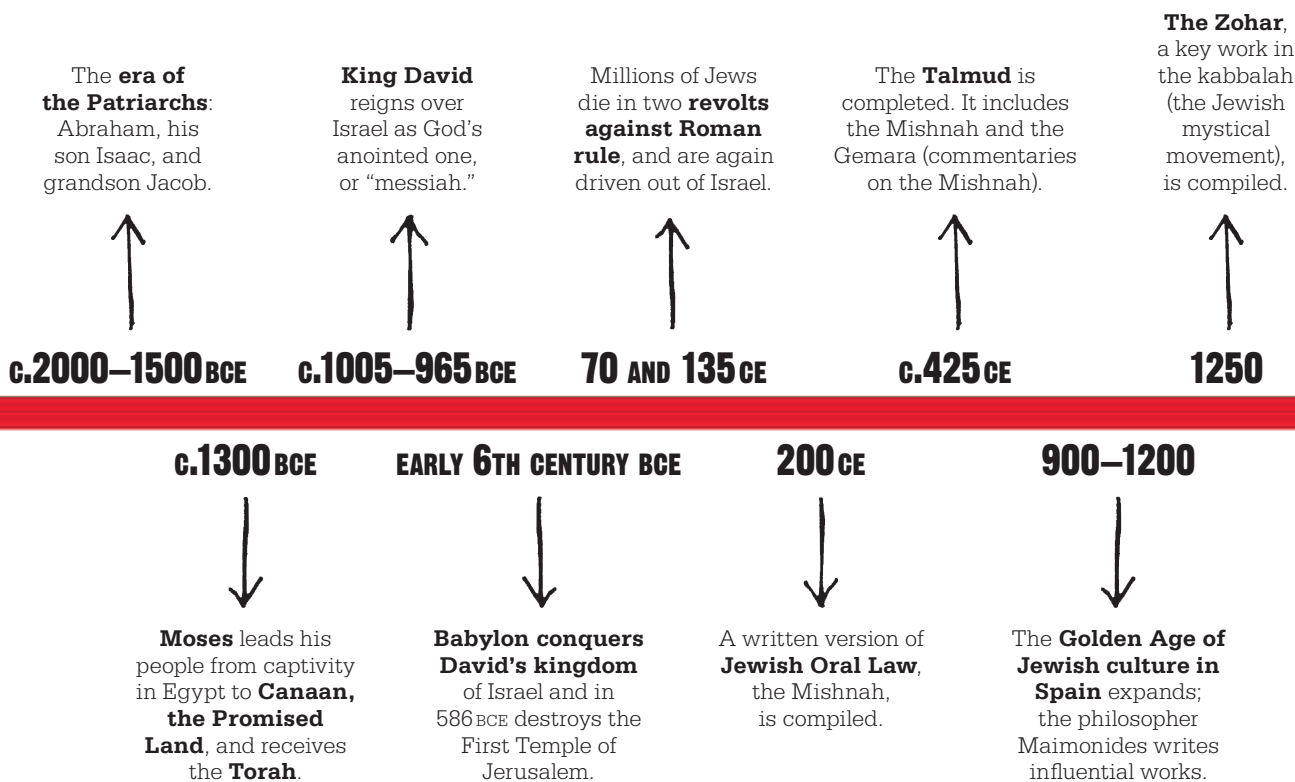 The era of
the Patriarchs:
Abraham, his
son Isaac, and
grandson Jacob.
c.2000–1500 BCE
King David
reigns over
Israel as God's
anointed one,
or “messiah.”
c.1005–965 BCE
Millions of Jews
die in two revolts
against Roman
rule, and are again
driven out of Israel.
70 AND 135 CE
The Talmud is
completed. It includes
the Mishnah and the
Gemara (commentaries
on the Mishnah).
c.425 CE
The Zohar,
a key work in
the kabbalah
(the Jewish
mystical
movement),
is compiled.
1250
c.1300 BCE
Moses leads his
people from captivity
in Egypt to Canaan,
the Promised
Land, and receives
the Torah.
EARLY 6TH CENTURY BCE
Babylon conquers
David's kingdom
of Israel and in
586 BCE destroys the
First Temple of
Jerusalem.
200 CE
A written version of
Jewish Oral Law,
the Mishnah,
is compiled.
900–1200
The Golden Age of
Jewish culture in
Spain expands;
the philosopher
Maimonides writes
influential works.